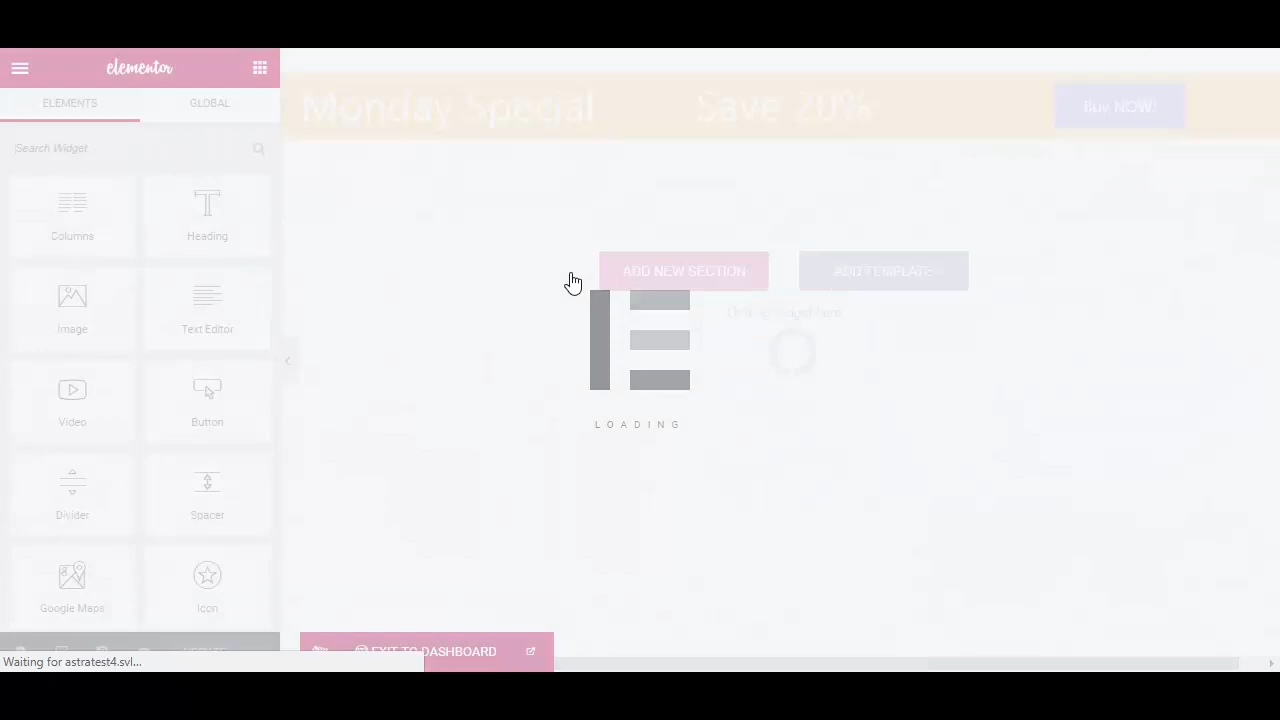 elementor
ELEMENTS GLOBAL
Search Widget
Monday Special Save 20% Buy NOW!
Columns Heading
ADD NEW SECTION ADD TEMPLATE
Image Text Editor
LOADING
Video Button
Divider Spacer
Google Maps Icon
EXIT TO DASHBOARD
Waiting for astratest4.svl...